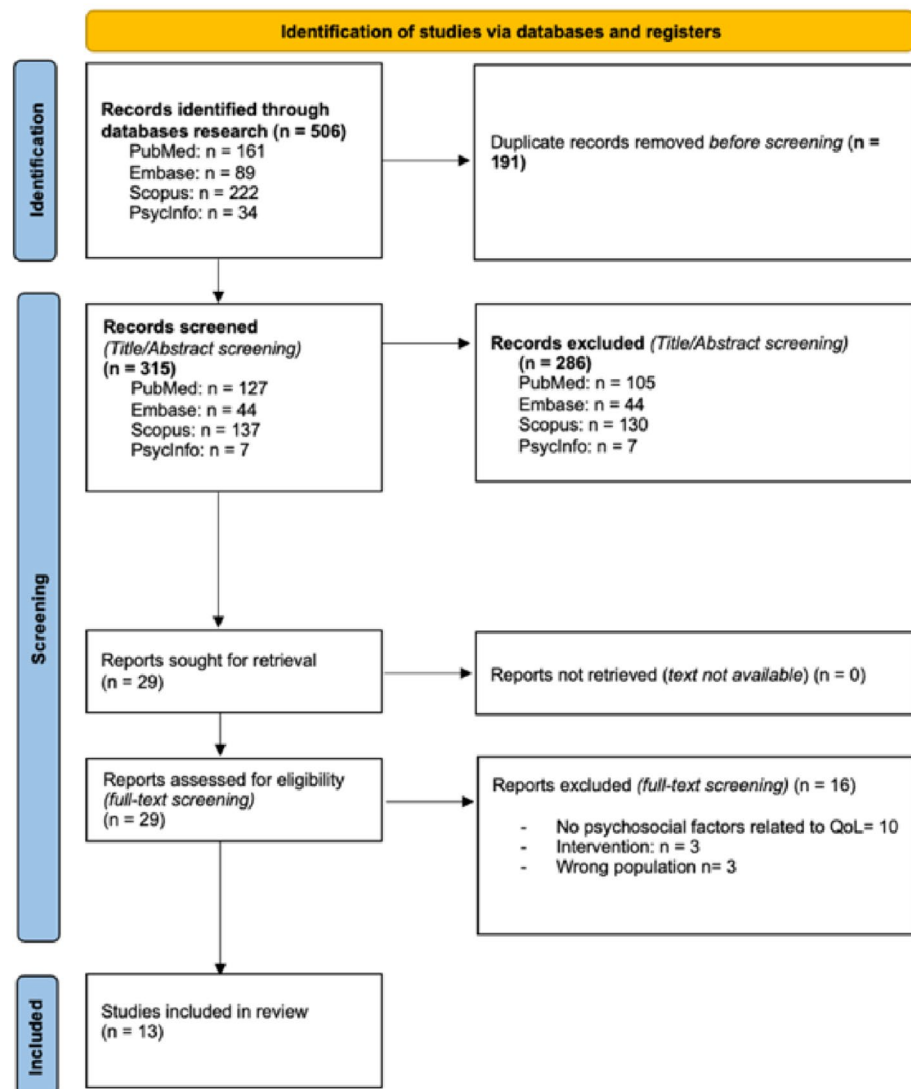 Identification of studies via databases and registers
Identification
Records identified through
databases research (n = 506)
PubMed: n = 161
Embase: n = 89
Scopus: n = 222
PsycInfo: n = 34
Duplicate records removed before screening (n =
191)
Screening
Records screened
(Title/Abstract screening)
(n = 315)
PubMed: n = 127
Embase: n = 44
Scopus: n = 137
PsycInfo: n = 7
Records excluded (Title/Abstract screening)
(n = 286)
PubMed: n = 105
Embase: n = 44
Scopus: n = 130
PsycInfo: n = 7
Reports sought for retrieval
(n = 29)
Reports not retrieved (text not available) (n = 0)
Reports assessed for eligibility
(full-text screening)
(n = 29)
Reports excluded (full-text screening) (n = 16)
- No psychosocial factors related to QoL= 10
- Intervention: n = 3
- Wrong population n= 3
Included
Studies included in review
(n = 13)